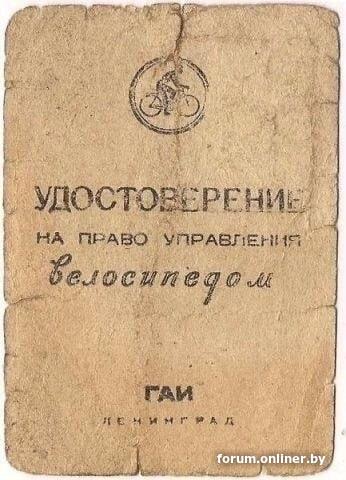 УДОСТОВЕРЕНИЕ
НА ПРАВО УПРАВЛЕНИЯ
велосипедом
ГАИ
ЛЕНИНГРАД
forum.onliner.by